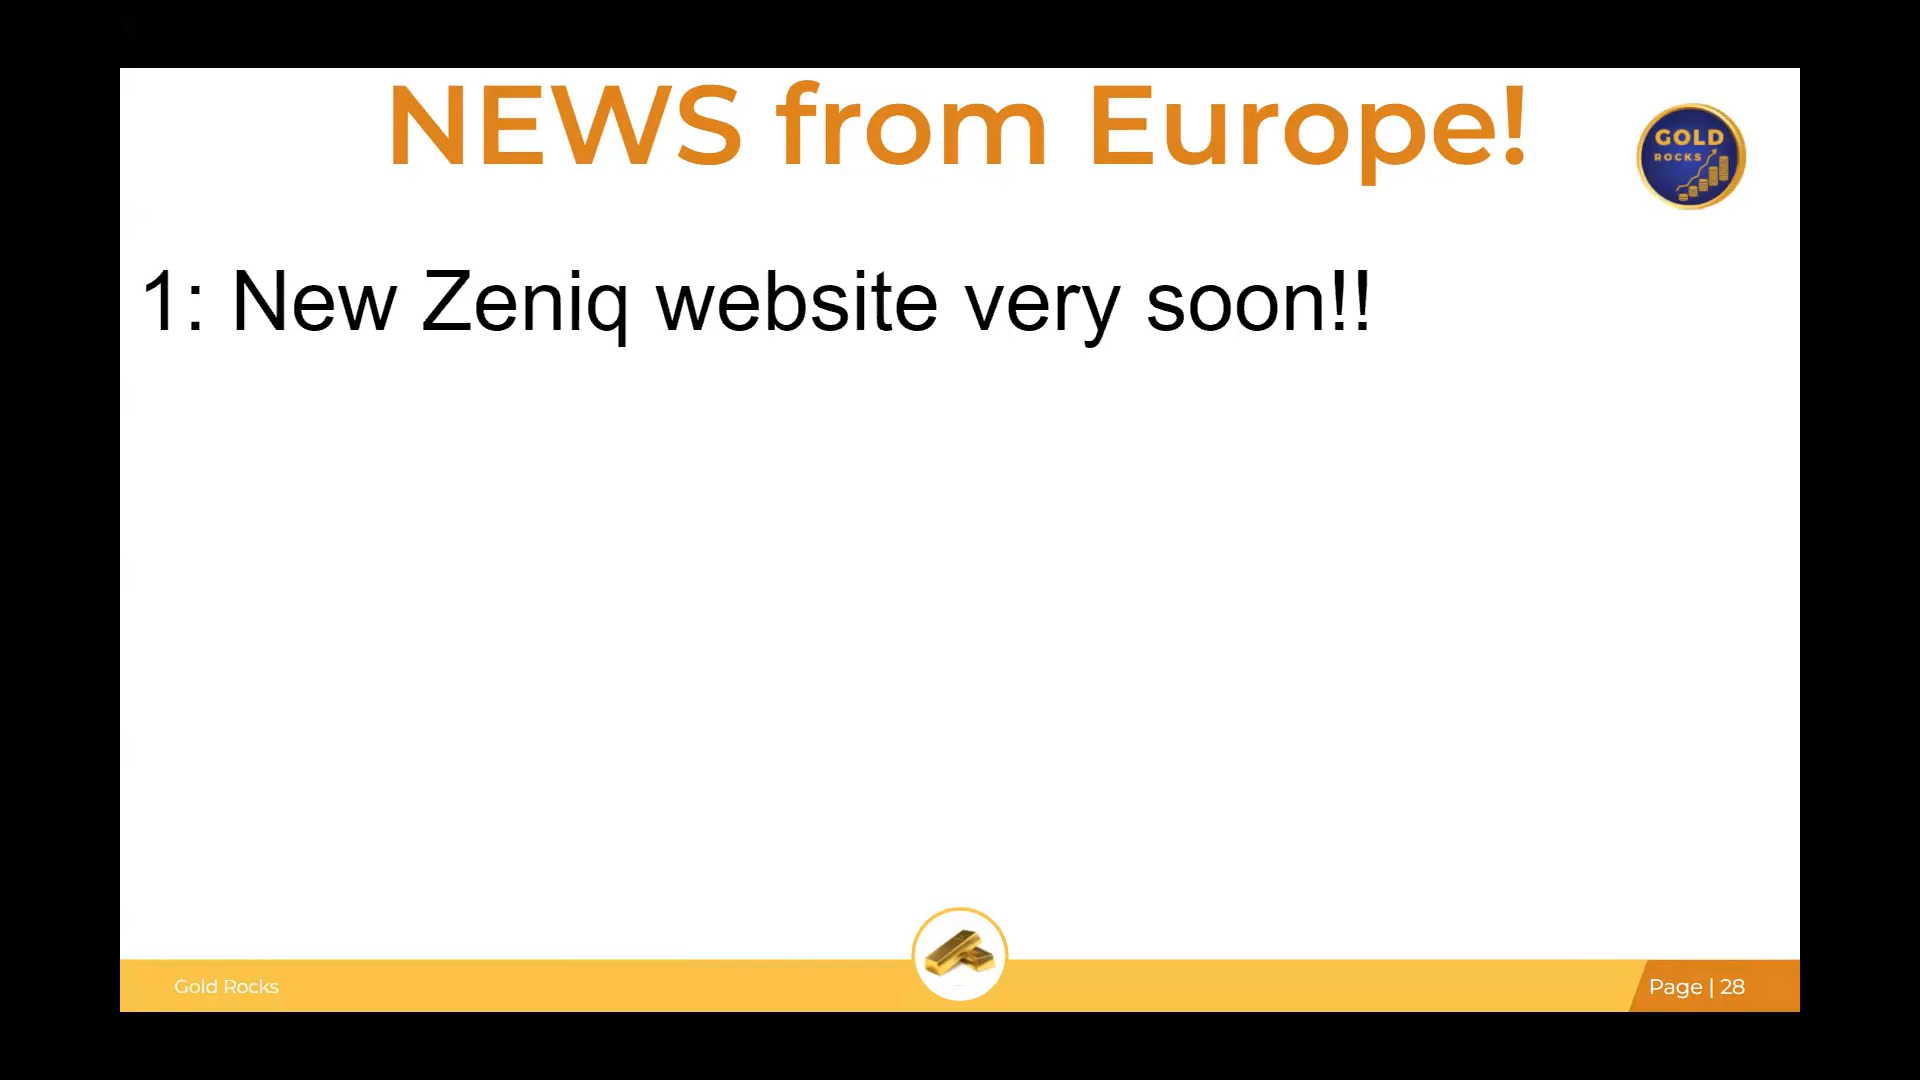 NEWS from Europe!
GOLD
ROCKS
1: New Zeniq website very soon!!
Gold Rocks
Page | 28